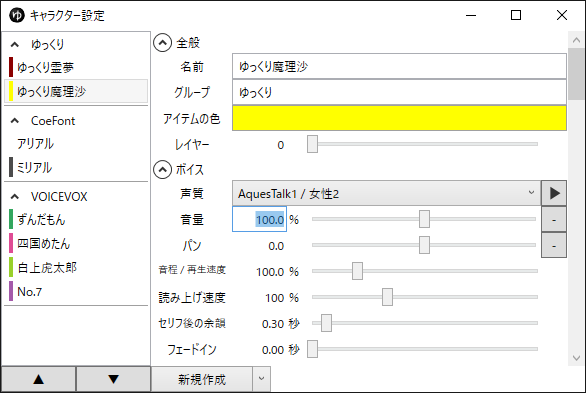 ゆ キャラクター設定
ゆっくり
ゆっくり霊夢
ゆっくり魔理沙
CoeFont
アリアル
ミリアル
VOICEVOX
ずんだもん
四国めたん
白上虎太郎
No.7
全般
名前 ゆっくり魔理沙
グループ ゆっくり
アイテムの色
レイヤー 0
ボイス
声質 AquesTalk1 / 女性2
音量 100.0 % -
パン 0.0 -
音程 / 再生速度 100.0 %
読み上げ速度 100 %
セリフ後の余韻 0.30 秒
フェードイン 0.00 秒
▲ ▼ 新規作成